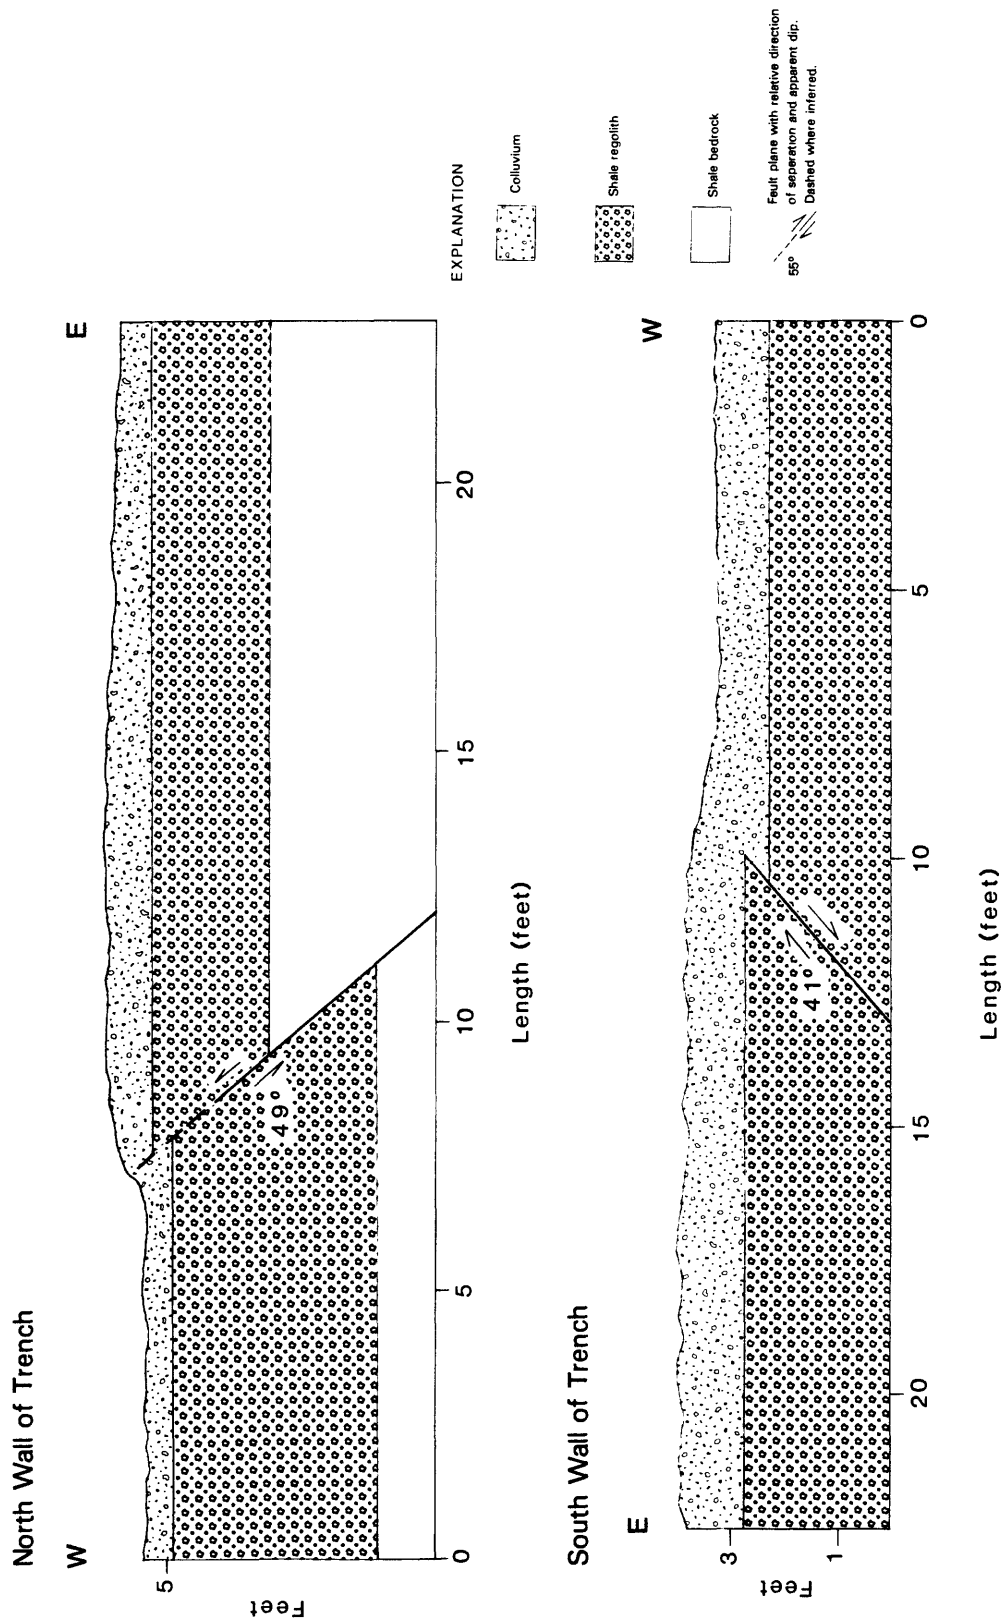 North Wall of Trench
W
E
5
Feet
49°
0
5
10
15
20
Length (feet)
EXPLANATION
Colluvium
Shale regolith
Shale bedrock
55°
Fault plane with relative direction
of seperation and apparent dip.
Dashed where inferred.
South Wall of Trench
E
W
3
1
Feet
41°
20
15
10
5
0
Length (feet)